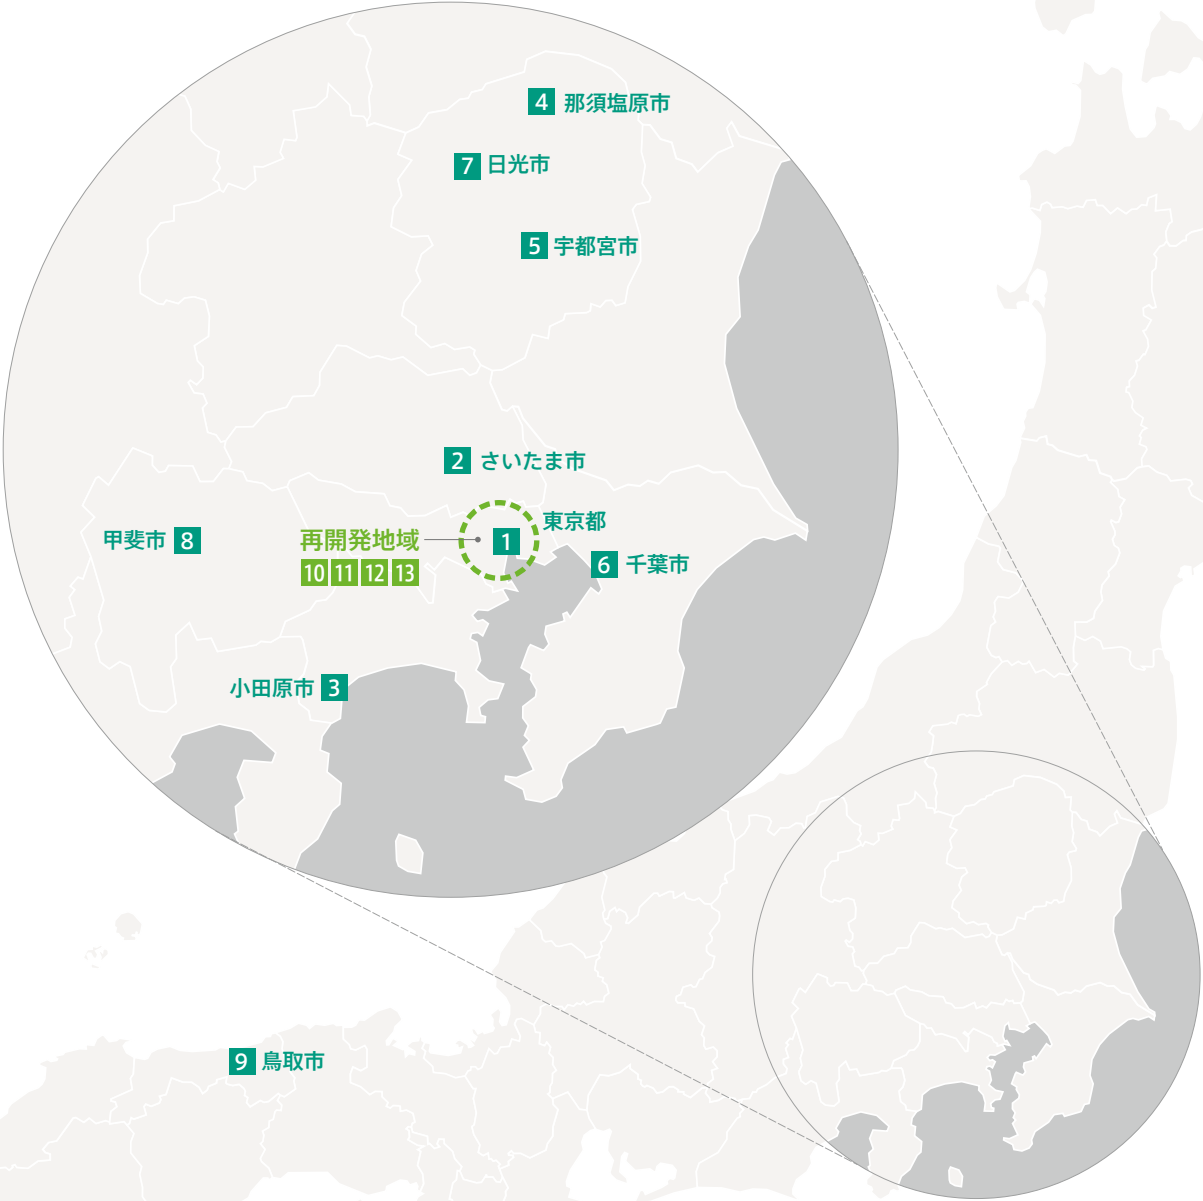 4 那須塩原市
7 日光市
5 宇都宮市
2 さいたま市
東京都
1
再開発地域
10 11 12 13
甲斐市 8
6 千葉市
小田原市 3
9 鳥取市